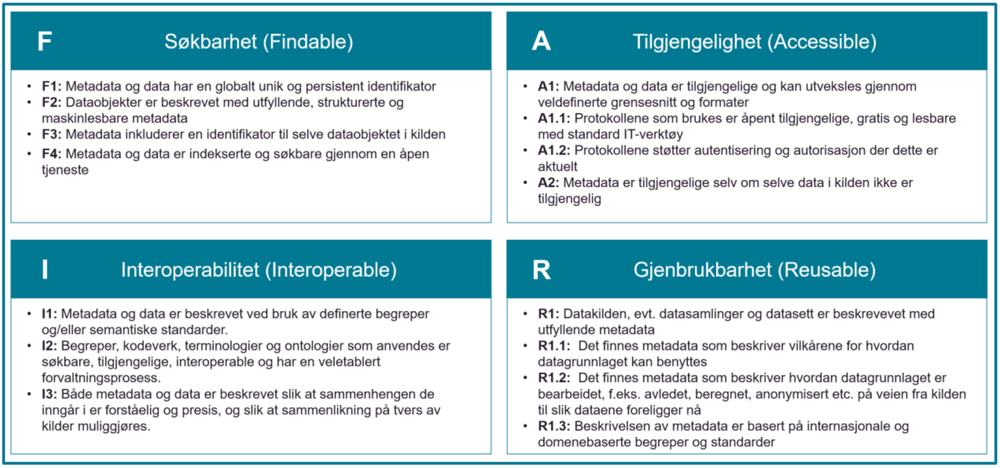 F Søkbarhet (Findable)
• F1: Metadata og data har en globalt unik og persistent identifikator
• F2: Dataobjekter er beskrevet med utfyllende, strukturerte og
maskinlesbare metadata
• F3: Metadata inkluderer en identifikator til selve dataobjektet i kilden
• F4: Metadata og data er indekserte og søkbare gjennom en åpen
tjeneste
A Tilgjengelighet (Accessible)
• A1: Metadata og data er tilgjengelige og kan utveksles gjennom
veldefinerte grensesnitt og formater
• A1.1: Protokollene som brukes er åpent tilgjengelige, gratis og lesbare
med standard IT-verktøy
• A1.2: Protokollene støtter autentisering og autorisasjon der dette er
aktuelt
• A2: Metadata er tilgjengelige selv om selve data i kilden ikke er
tilgjengelig
I Interoperabilitet (Interoperable)
• I1: Metadata og data er beskrevet ved bruk av definerte begreper
og/eller semantiske standarder.
• I2: Begreper, kodeverk, terminologier og ontologier som anvendes er
søkbare, tilgjengelige, interoperable og har en veletablert
forvaltningsprosess.
• I3: Både metadata og data er beskrevet slik at sammenhengen de
inngår i er forståelig og presis, og slik at sammenlikning på tvers av
kilder muliggjøres.
R Gjenbrukbarhet (Reusable)
• R1: Datakilden, evt. datasamlinger og datasett er beskrevevet med
utfyllende metadata
• R1.1: Det finnes metadata som beskriver vilkårene for hvordan
datagrunnlaget kan benyttes
• R1.2: Det finnes metadata som beskriver hvordan datagrunnlaget er
bearbeidet, f.eks. avledet, beregnet, anonymisert etc. på veien fra kilden
til slik dataene foreligger nå
• R1.3: Beskrivelsen av metadata er basert på internasjonale og
domenebaserte begreper og standarder